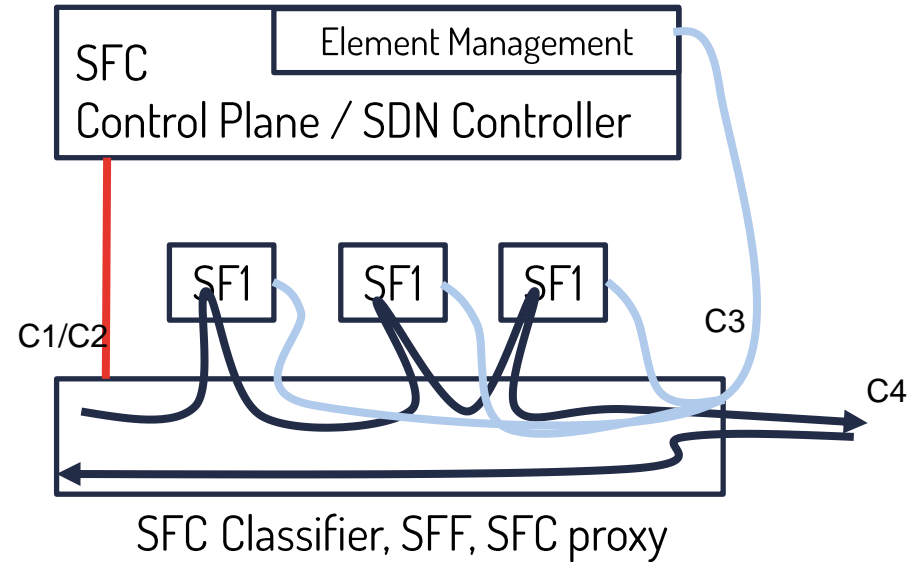 Element Management
SFC
Control Plane / SDN Controller
SF1
SF1
SF1
C1/C2
C3
C4
SFC Classifier, SFF, SFC proxy